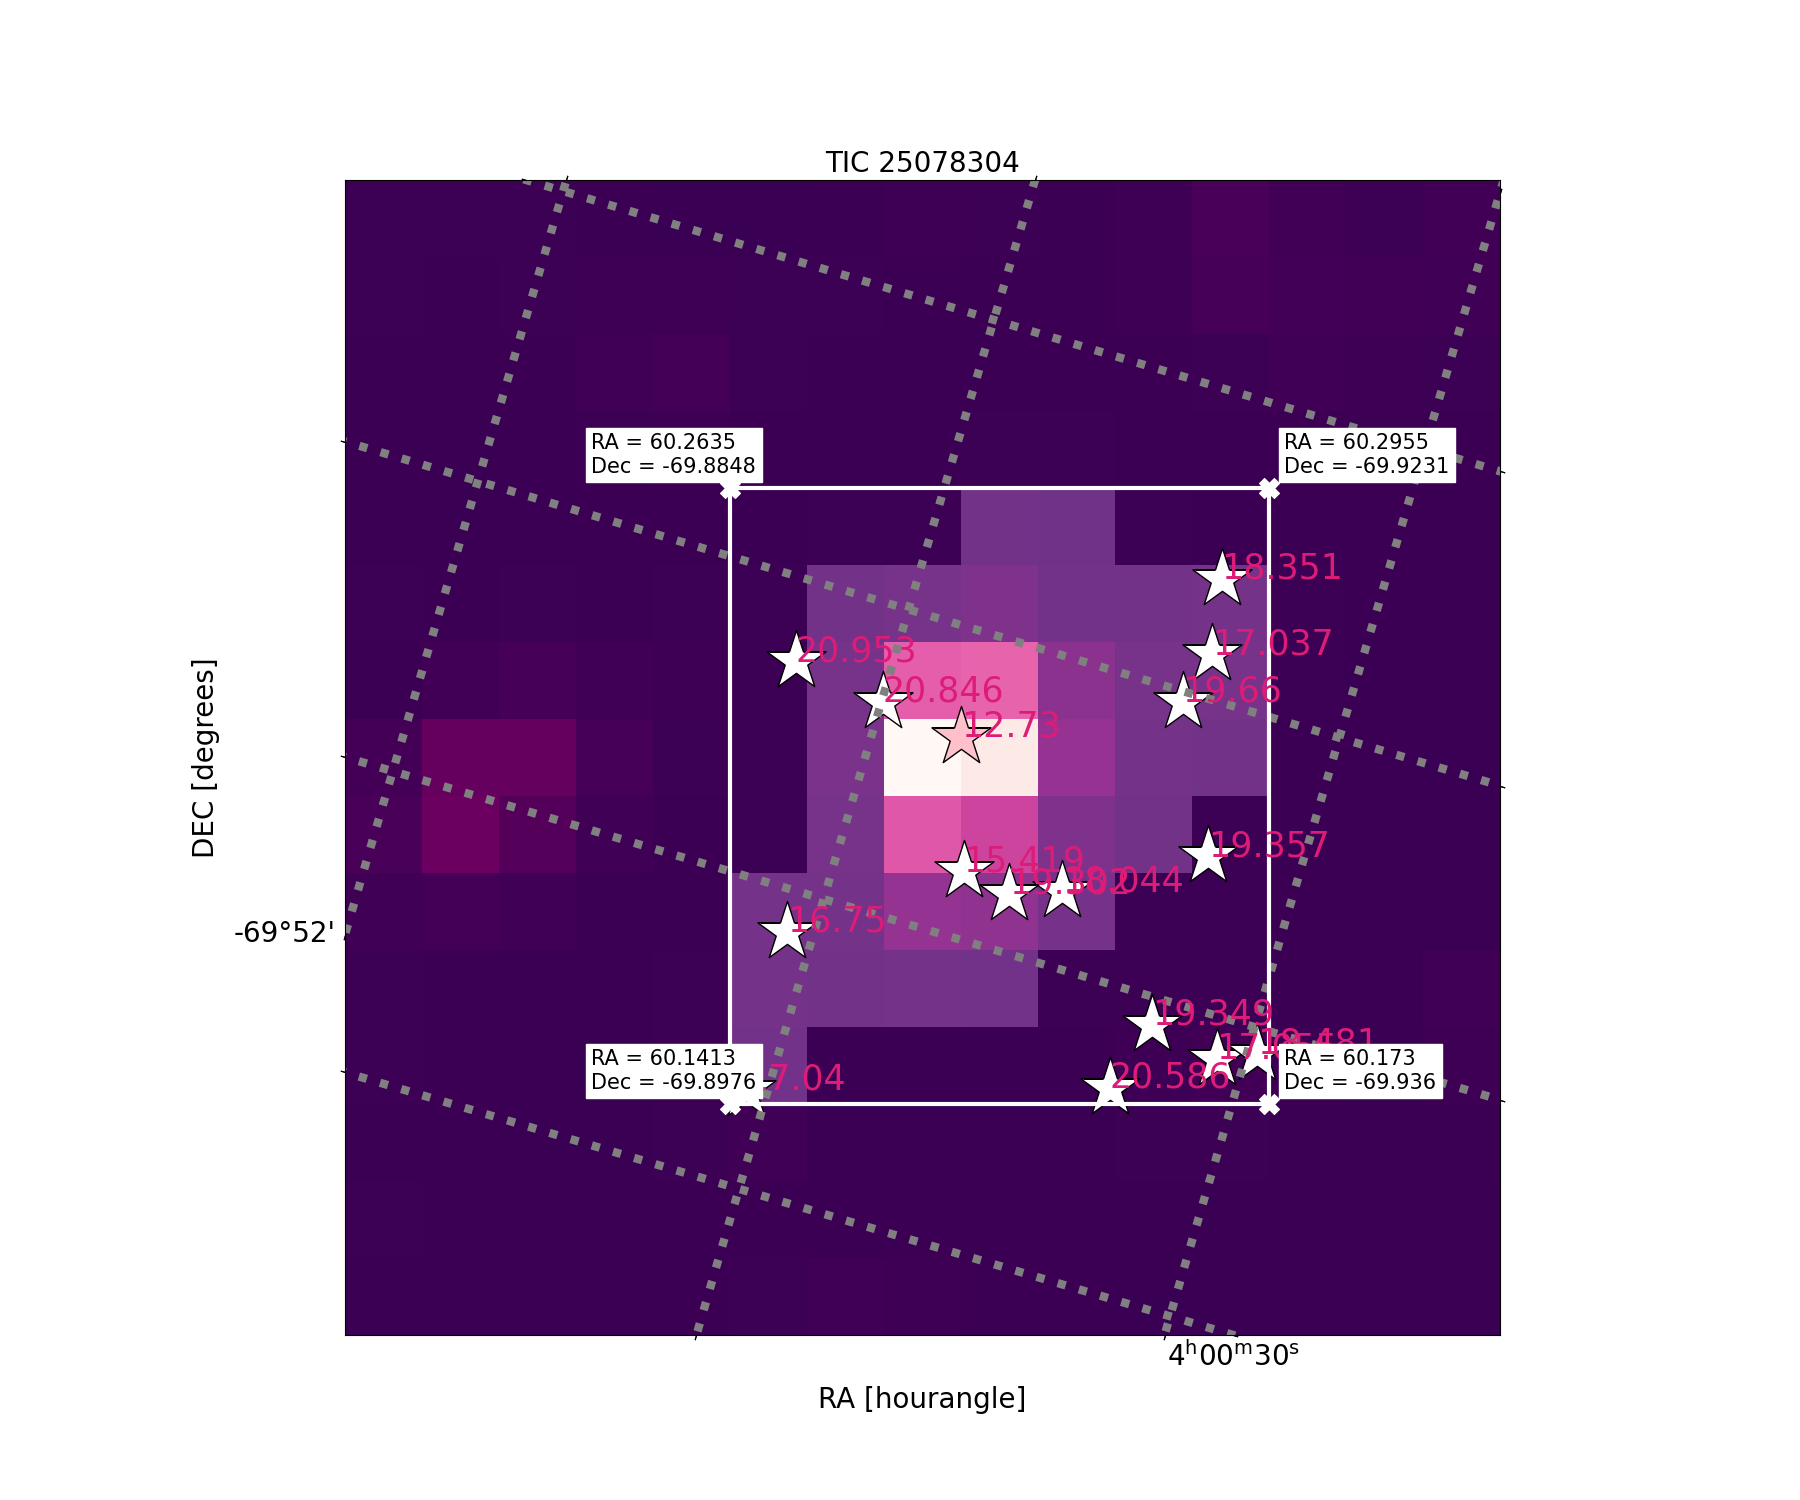 TIC 25078304
RA = 60.2635
Dec = -69.8848
RA = 60.2955
Dec = -69.9231
18.351
20.953
17.037
20.846
19.66
12.73
19.357
15.419
16.75
-69°52'
19.349
RA = 60.1413
Dec = -69.8976
7.04
20.586
RA = 60.173
Dec = -69.936
4h00m30s
DEC [degrees]
RA [hourangle]